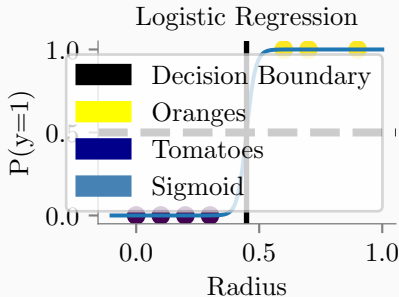 Logistic Regression
P(y=1)
1.0
0.5
0.0
Decision Boundary
Oranges
Tomatoes
Sigmoid
0.0 0.5 1.0
Radius